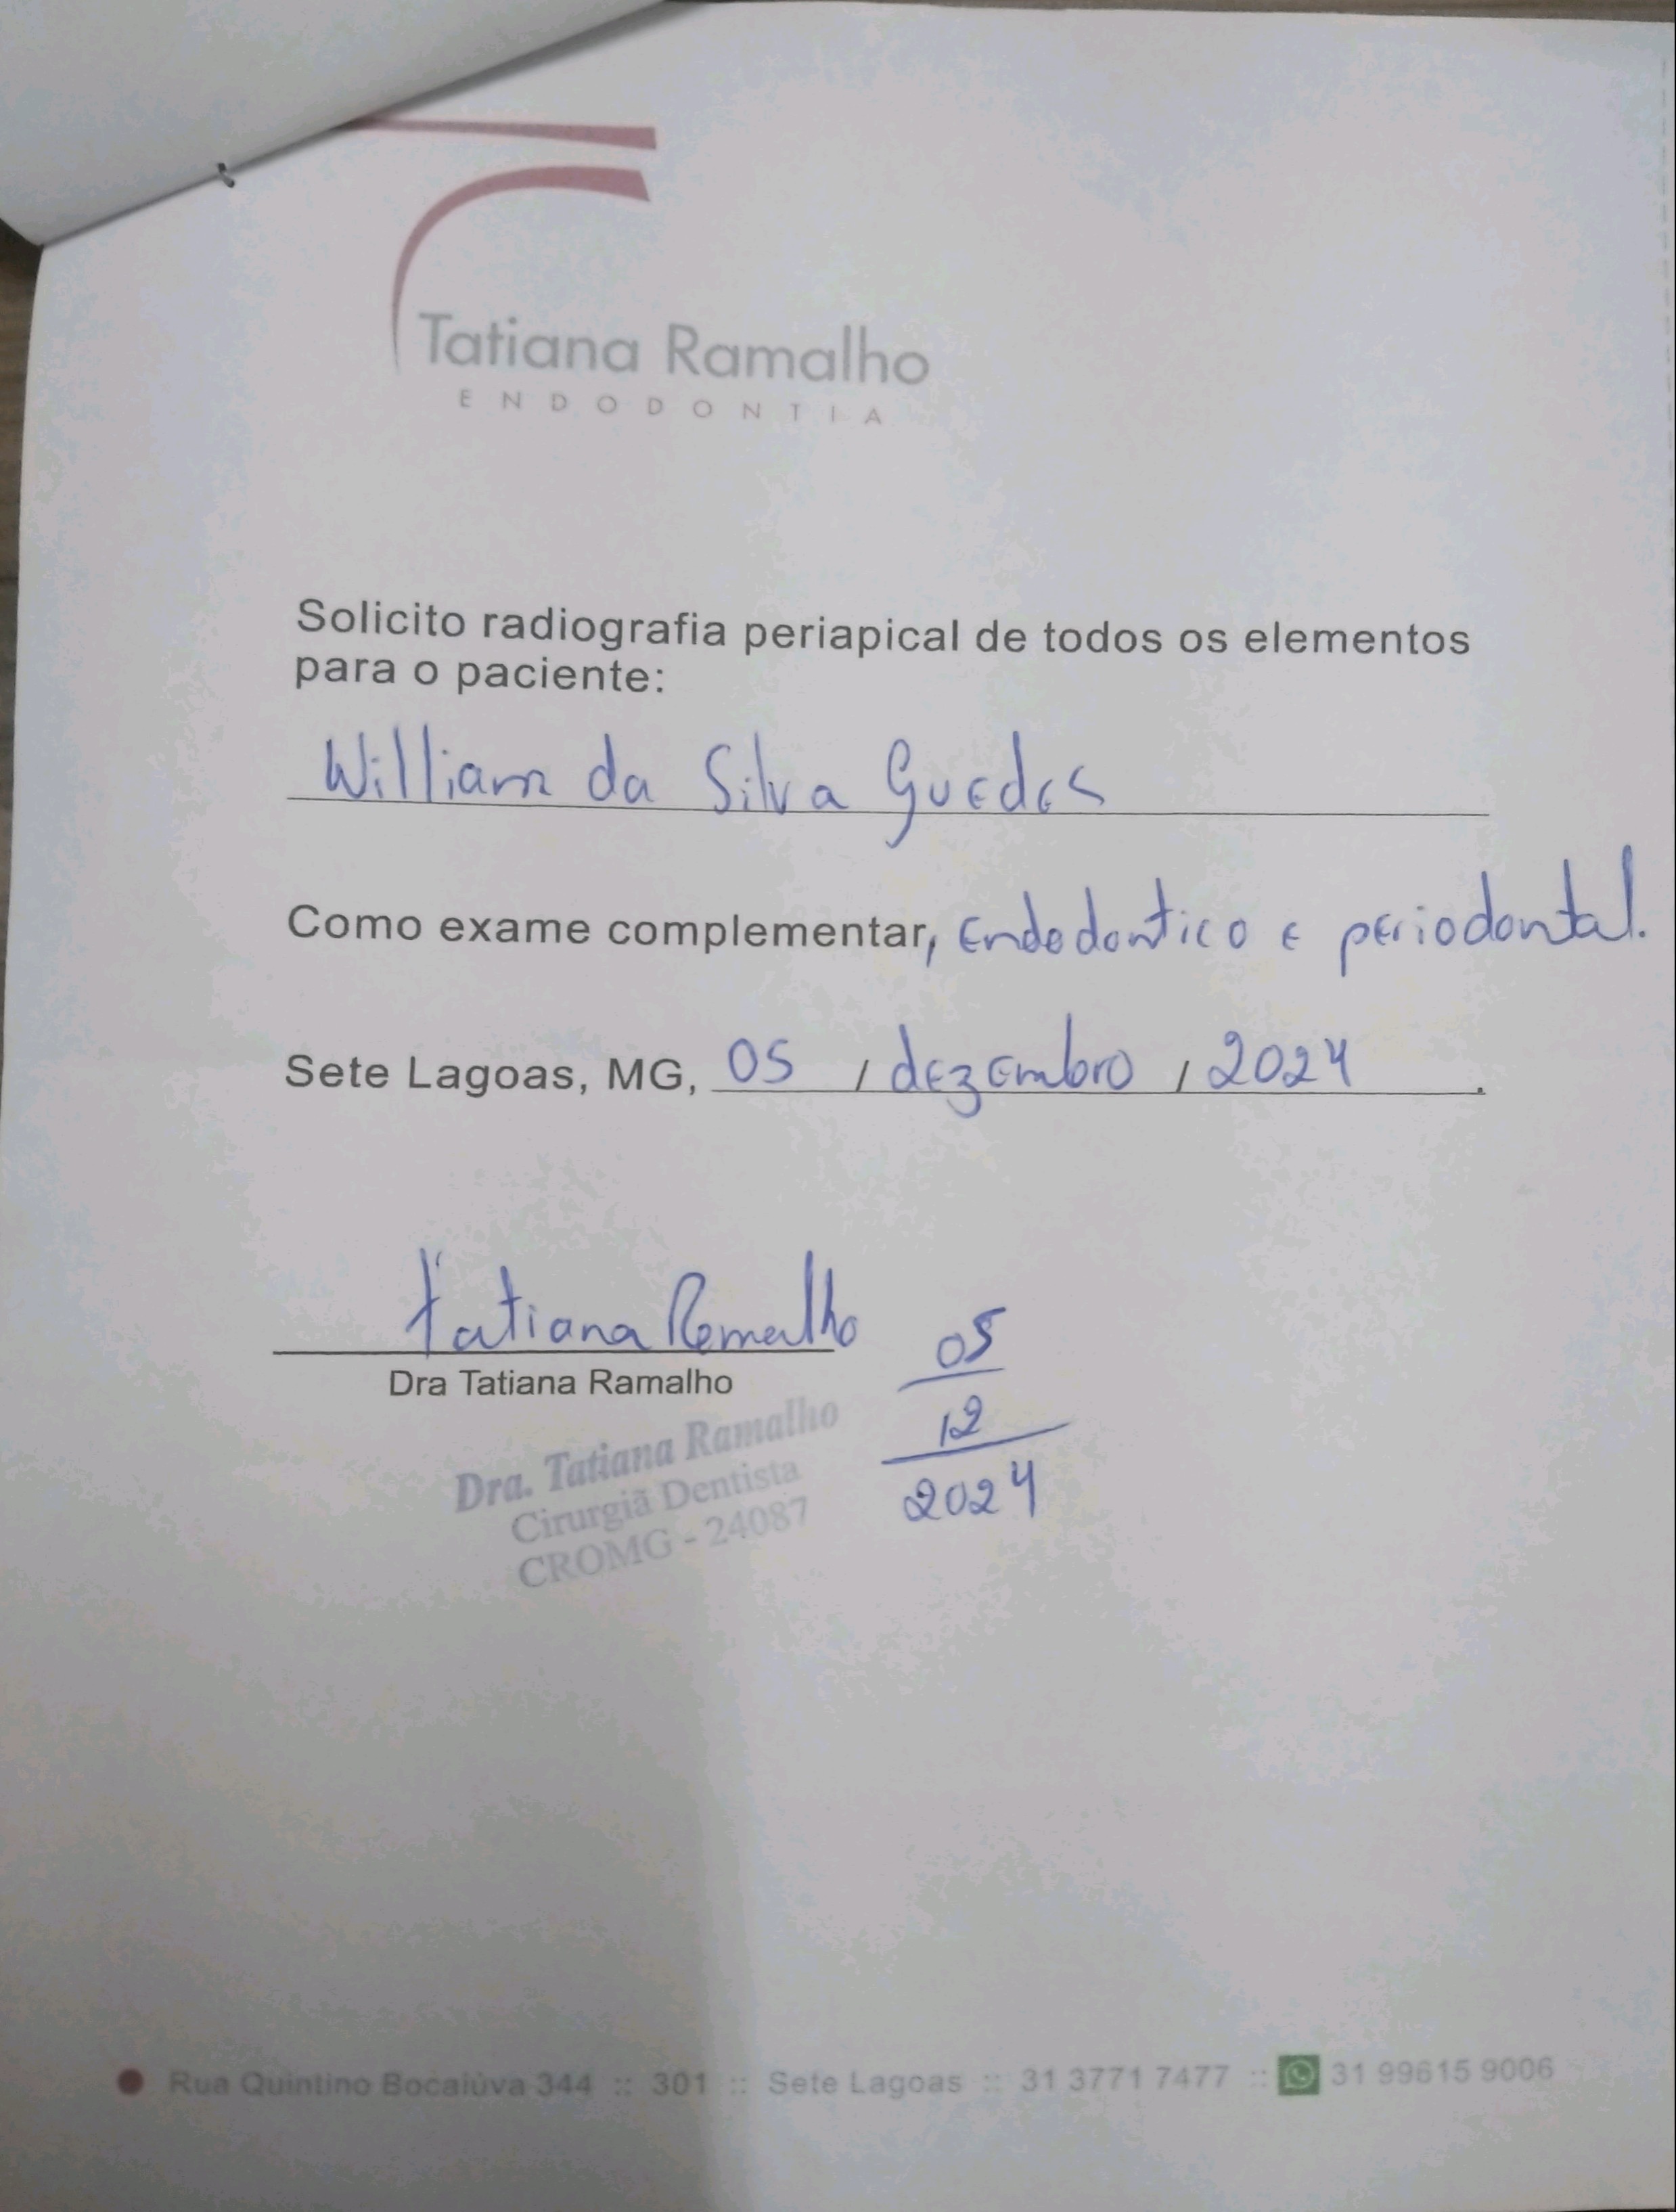 Tatiana Ramalho
ENDODONTIA
Solicito radiografia periapical de todos os elementos
para o paciente:
William da Silva Guedes
Como exame complementar, Endodontico e periodontal.
Sete Lagoas, MG, 05 / dezembro / 2024.
Tatiana Ramalho
Dra Tatiana Ramalho
05
12
2024
Dra. Tatiana Ramalho
Cirurgiã Dentista
CROMG - 24087
Rua Quintino Bocaiúva 344 :: 301 :: Sete Lagoas :: 31 3771 7477 :: 31 99615 9006